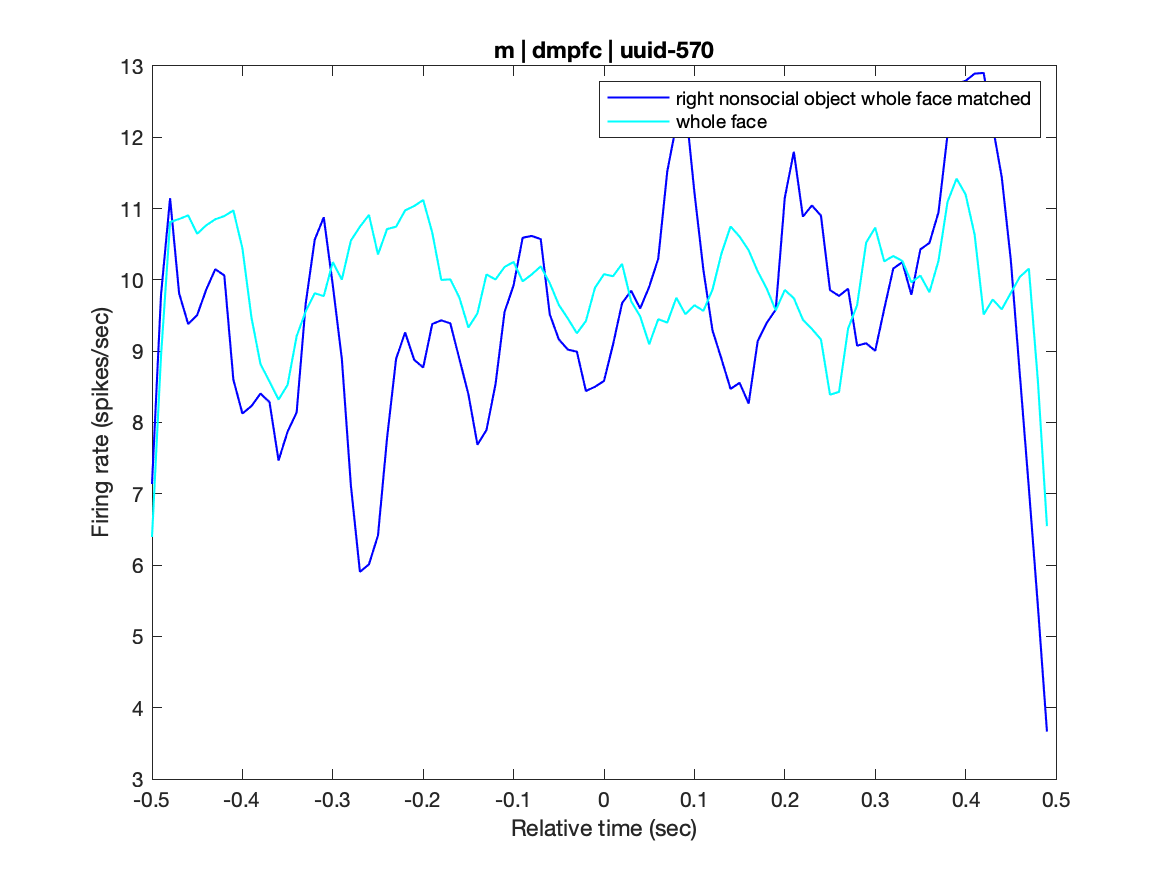 m | dmpfc | uuid-570
13
12
11
10
9
8
7
6
5
4
3
Firing rate (spikes/sec)
right nonsocial object whole face matched
whole face
-0.5 -0.4 -0.3 -0.2 -0.1 0 0.1 0.2 0.3 0.4 0.5
Relative time (sec)